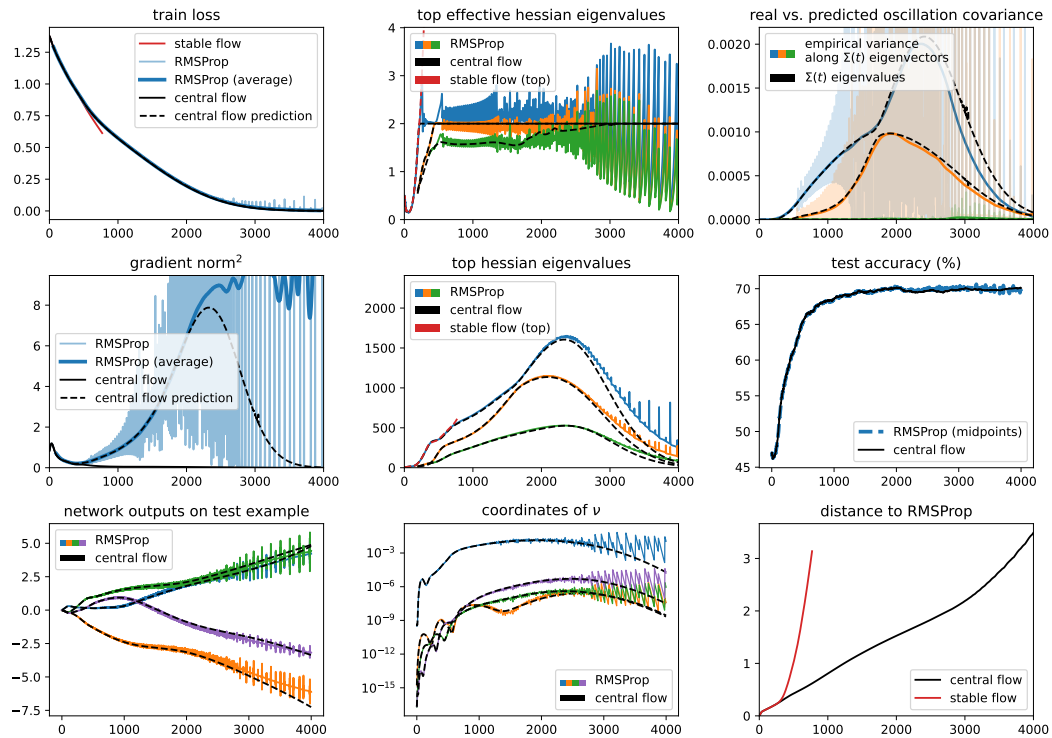 train loss
1.25
1.00
0.75
0.50
0.25
0.00
0 1000 2000 3000 4000
stable flow
RMSProp
RMSProp (average)
central flow
central flow prediction
top effective hessian eigenvalues
4
3
2
1
0
0 1000 2000 3000 4000
RMSProp
central flow
stable flow (top)
real vs. predicted oscillation covariance
0.0020
0.0015
0.0010
0.0005
0.0000
0 1000 2000 3000 4000
empirical variance
along Σ(t) eigenvectors
Σ(t) eigenvalues
gradient norm²
8
6
4
2
0
0 1000 2000 3000 4000
RMSProp
RMSProp (average)
central flow
central flow prediction
top hessian eigenvalues
2000
1500
1000
500
0
0 1000 2000 3000 4000
RMSProp
central flow
stable flow (top)
test accuracy (%)
70
65
60
55
50
45
0 1000 2000 3000 4000
RMSProp (midpoints)
central flow
network outputs on test example
5.0
2.5
0.0
−2.5
−5.0
−7.5
0 1000 2000 3000 4000
RMSProp
central flow
coordinates of ν
10⁻³
10⁻⁶
10⁻⁹
10⁻¹²
10⁻¹⁵
0 1000 2000 3000 4000
RMSProp
central flow
distance to RMSProp
3
2
1
0
0 1000 2000 3000 4000
central flow
stable flow